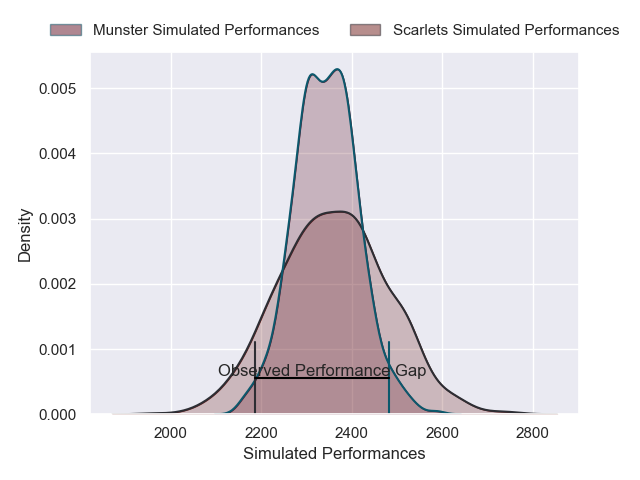 Munster Simulated Performances
Scarlets Simulated Performances
0.005
0.004
0.003
0.002
0.001
0.000
Density
Observed Performance Gap
2000
2200
2400
2600
2800
Simulated Performances